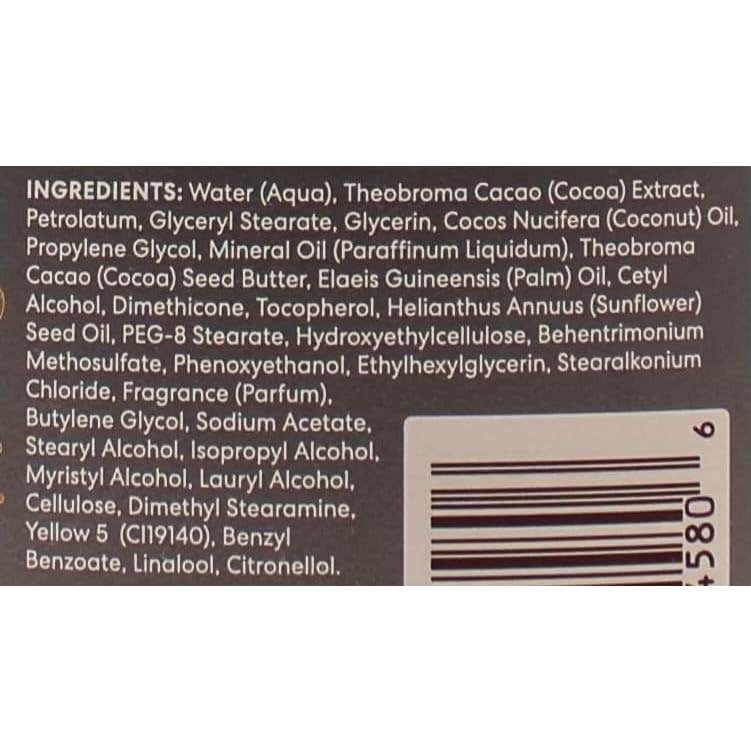 INGREDIENTS: Water (Aqua), Theobroma Cacao (Cocoa) Extract,
Petrolatum, Glyceryl Stearate, Glycerin, Cocos Nucifera (Coconut) Oil,
Propylene Glycol, Mineral Oil (Paraffinum Liquidum), Theobroma
Cacao (Cocoa) Seed Butter, Elaeis Guineensis (Palm) Oil, Cetyl
Alcohol, Dimethicone, Tocopherol, Helianthus Annuus (Sunflower)
Seed Oil, PEG-8 Stearate, Hydroxyethylcellulose, Behentrimonium
Methosulfate, Phenoxyethanol, Ethylhexylglycerin, Stearalkonium
Chloride, Fragrance (Parfum),
Butylene Glycol, Sodium Acetate,
Stearyl Alcohol, Isopropyl Alcohol,
Myristyl Alcohol, Lauryl Alcohol,
Cellulose, Dimethyl Stearamine,
Yellow 5 (CI19140), Benzyl
Benzoate, Linalool, Citronellol.
4580 6